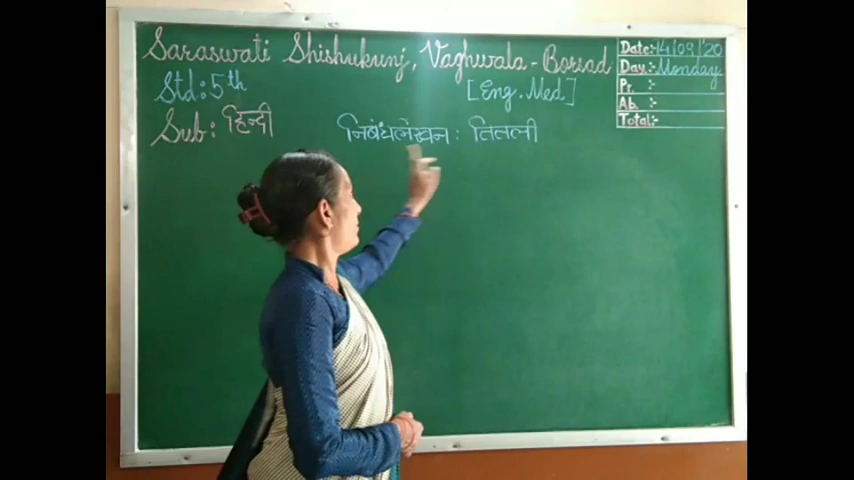 Saraswati Shishukunj, Vaghwala - Borsad
Std: 5th
[Eng. Med.]
Sub: हिन्दी
निबंधलेखन : तितली
Date:- 14/09/'20
Day:- Monday
Pr. :-
Ab. :-
Total:-